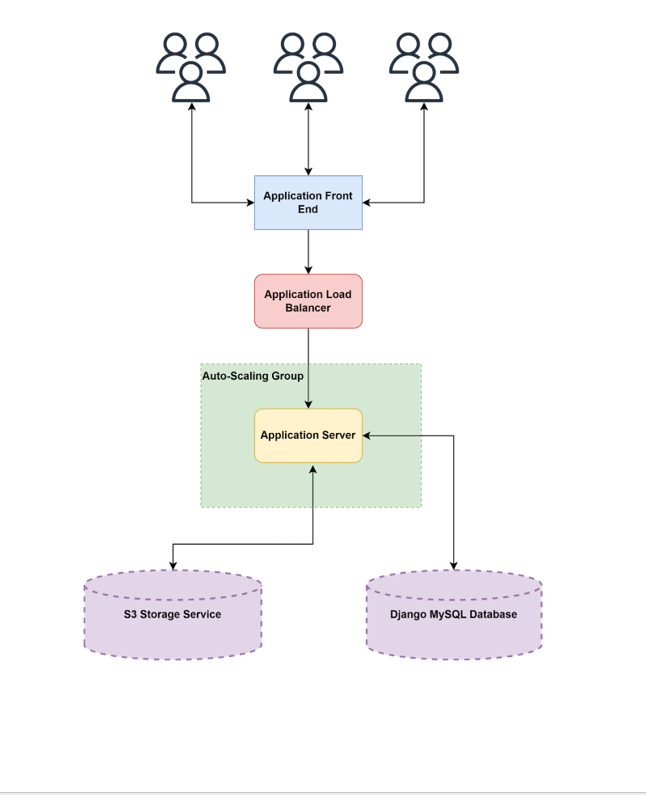 Application Front
End
Application Load
Balancer
Auto-Scaling Group
Application Server
S3 Storage Service
Django MySQL Database